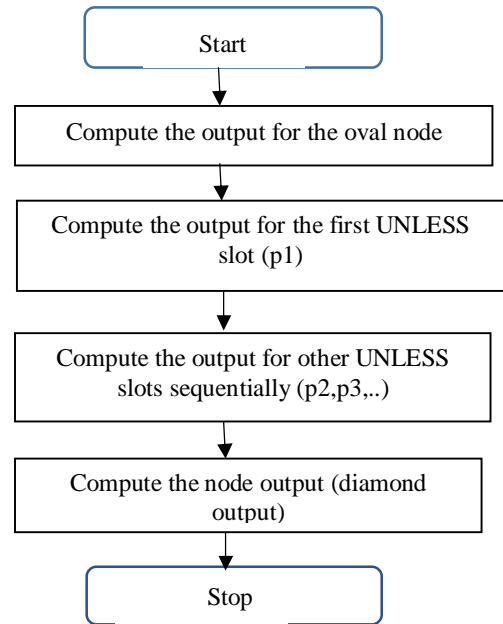 Start
Compute the output for the oval node
Compute the output for the first UNLESS
slot (p1)
Compute the output for other UNLESS
slots sequentially (p2,p3,..)
Compute the node output (diamond
output)
Stop